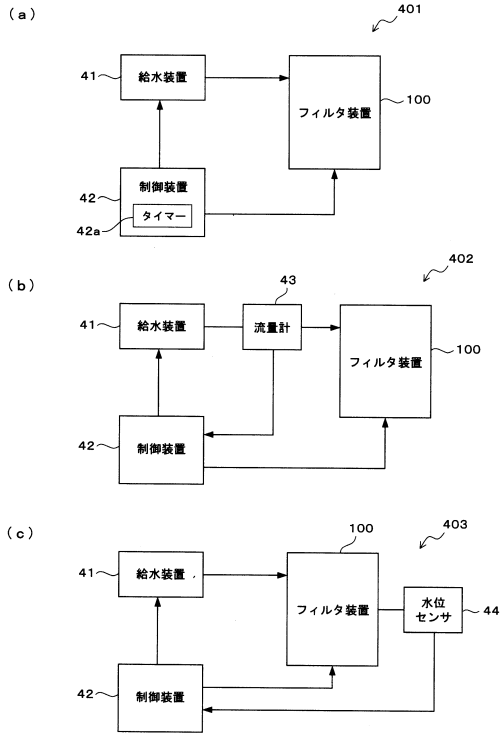 (a)
401
41
給水装置
フィルタ装置
100
42
制御装置
タイマー
42a
(b)
402
43
41
給水装置
流量計
フィルタ装置
100
42
制御装置
(c)
403
100
41
給水装置
フィルタ装置
水位
センサ
44
42
制御装置